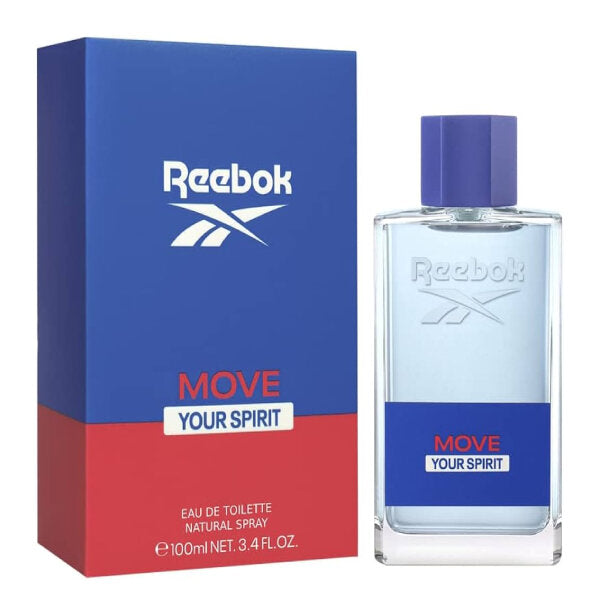 Reebok
MOVE
YOUR SPIRIT
EAU DE TOILETTE
NATURAL SPRAY
℮100ml NET. 3.4 FL.OZ.
Reebok
MOVE
YOUR SPIRIT